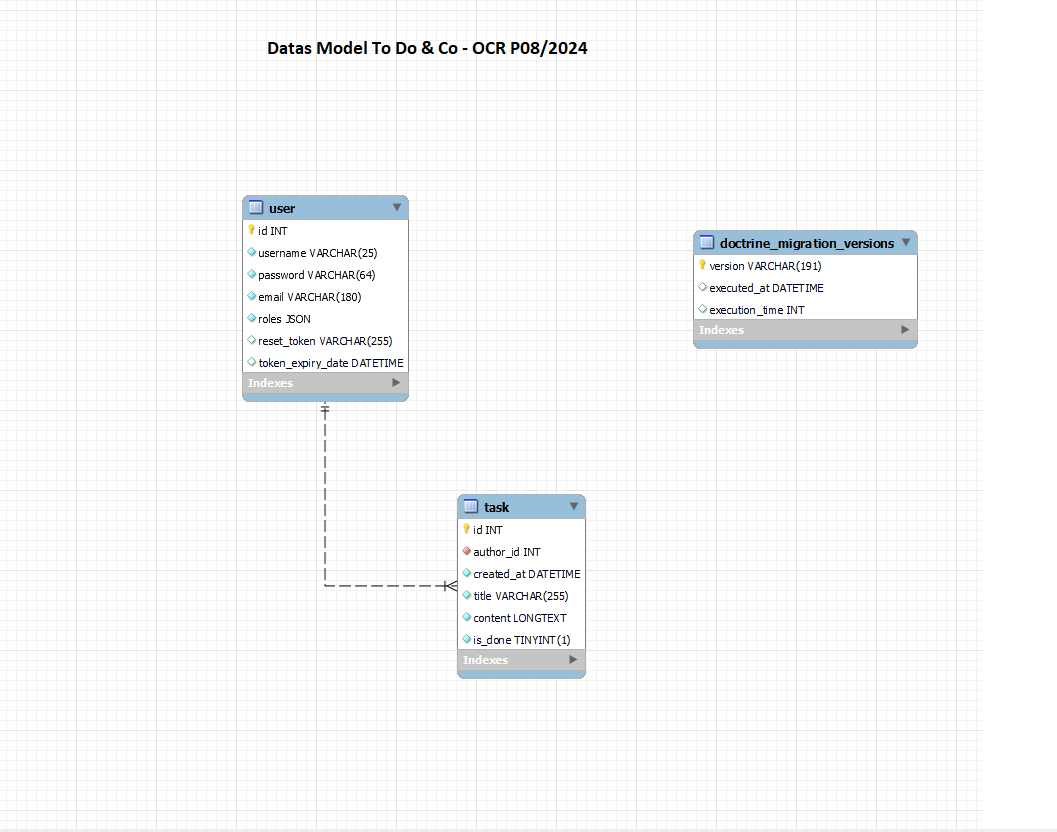 Datas Model To Do & Co - OCR P08/2024
user
id INT
username VARCHAR(25)
password VARCHAR(64)
email VARCHAR(180)
roles JSON
reset_token VARCHAR(255)
token_expiry_date DATETIME
Indexes
doctrine_migration_versions
version VARCHAR(191)
executed_at DATETIME
execution_time INT
Indexes
task
id INT
author_id INT
created_at DATETIME
title VARCHAR(255)
content LONGTEXT
is_done TINYINT(1)
Indexes